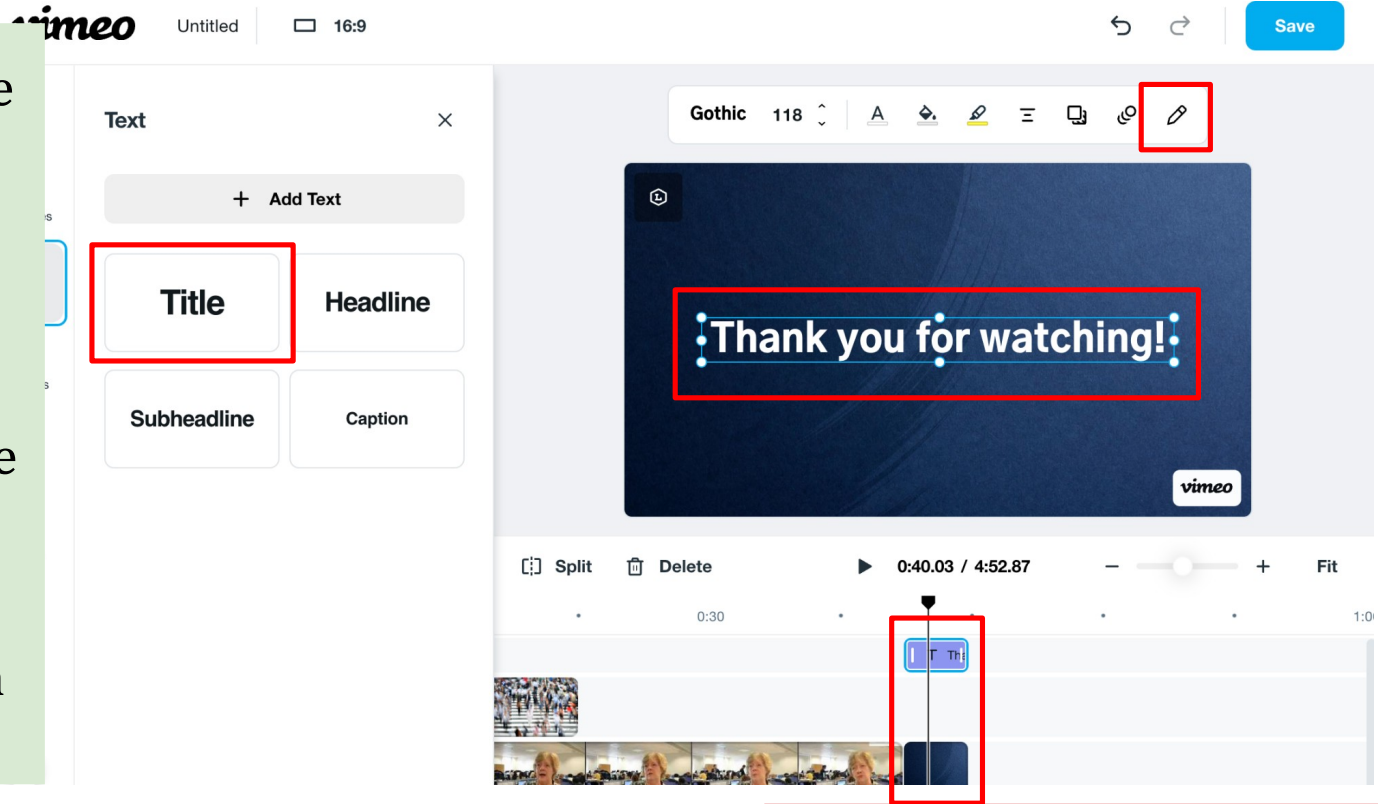 vimeo
Untitled
16:9
Save
e
Text
Gothic 118
+ Add Text
s
Title
Headline
Thank you for watching!
s
Subheadline
Caption
e
vimeo
Split
Delete
0:40.03 / 4:52.87
Fit
0:30
1:0
T Th